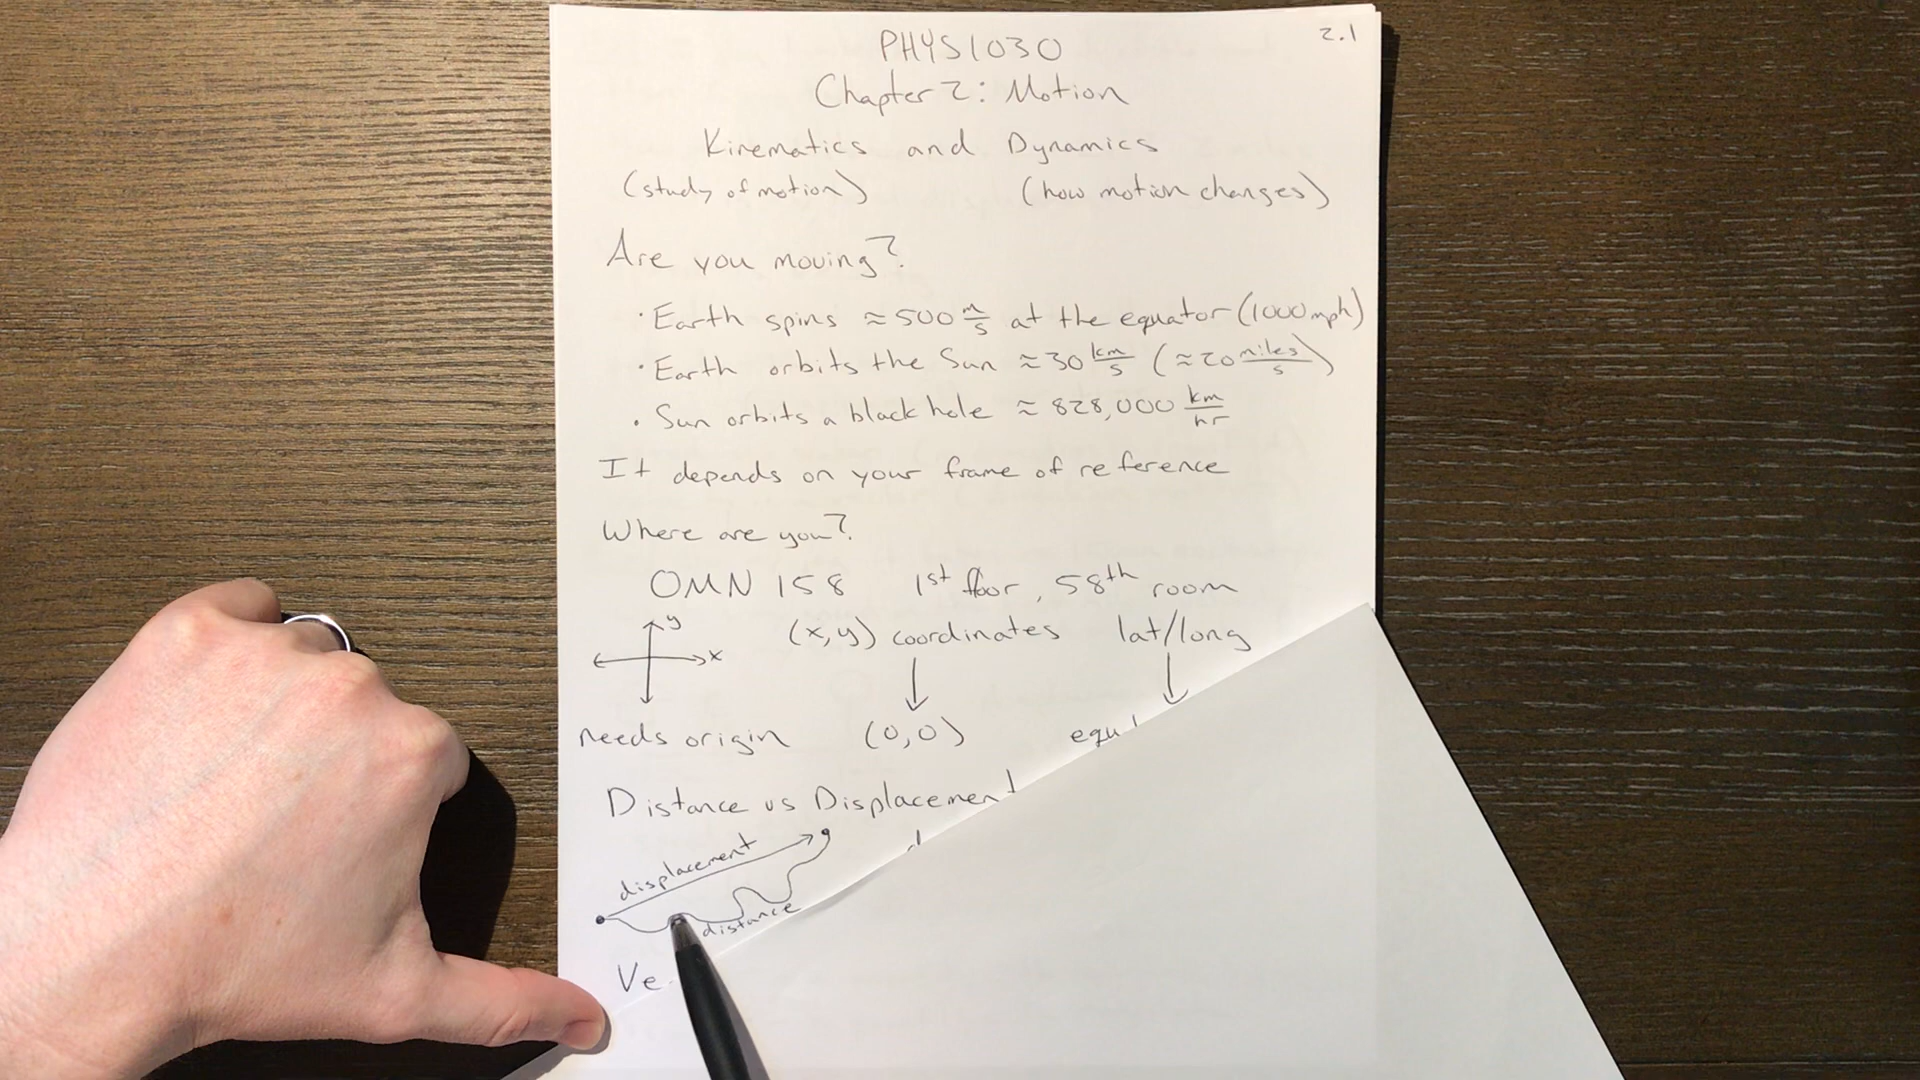 2.1
PHYS1030
Chapter 2: Motion
Kinematics and Dynamics
(study of motion) (how motion changes)
Are you moving?
· Earth spins ≈ 500 m/s at the equator (1000mph)
· Earth orbits the Sun ≈ 30 km/s (≈ 20 miles/s)
· Sun orbits a black hole ≈ 828,000 km/hr
It depends on your frame of reference
Where are you?
OMN 158 1st floor, 58th room
y
x
(x,y) coordinates lat/long
needs origin (0,0) equ
Distance vs Displacement
displacement
distance
Ve